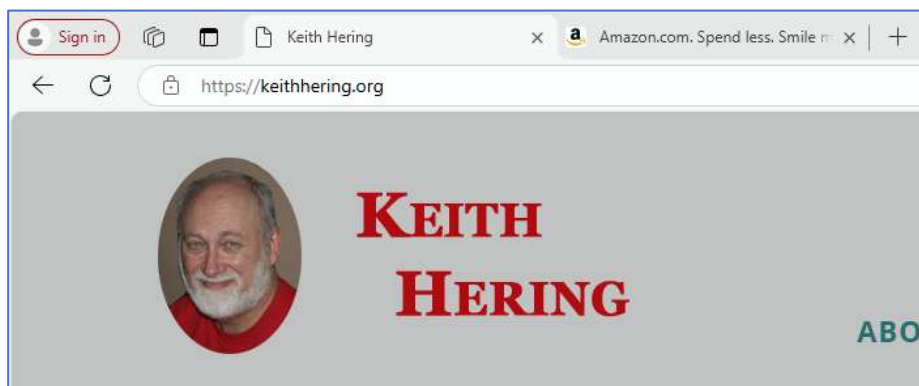 Sign in Keith Hering Amazon.com. Spend less. Smile m
https://keithhering.org
KEITH
HERING
ABO